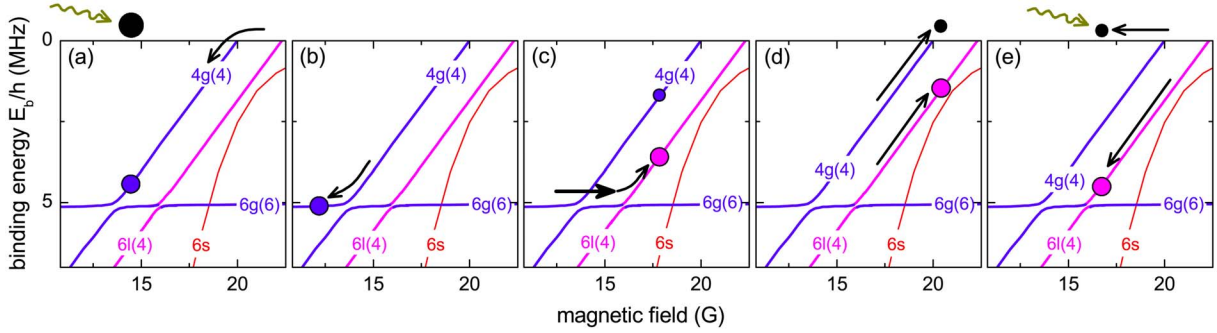 binding energy E_b/h (MHz)
0
5
(a)
4g(4)
6l(4)
6s
6g(6)
15
20
(b)
4g(4)
6l(4)
6s
6g(6)
15
20
(c)
4g(4)
6l(4)
6s
6g(6)
15
20
(d)
4g(4)
6l(4)
6s
6g(6)
15
20
(e)
4g(4)
6l(4)
6s
6g(6)
15
20
magnetic field (G)